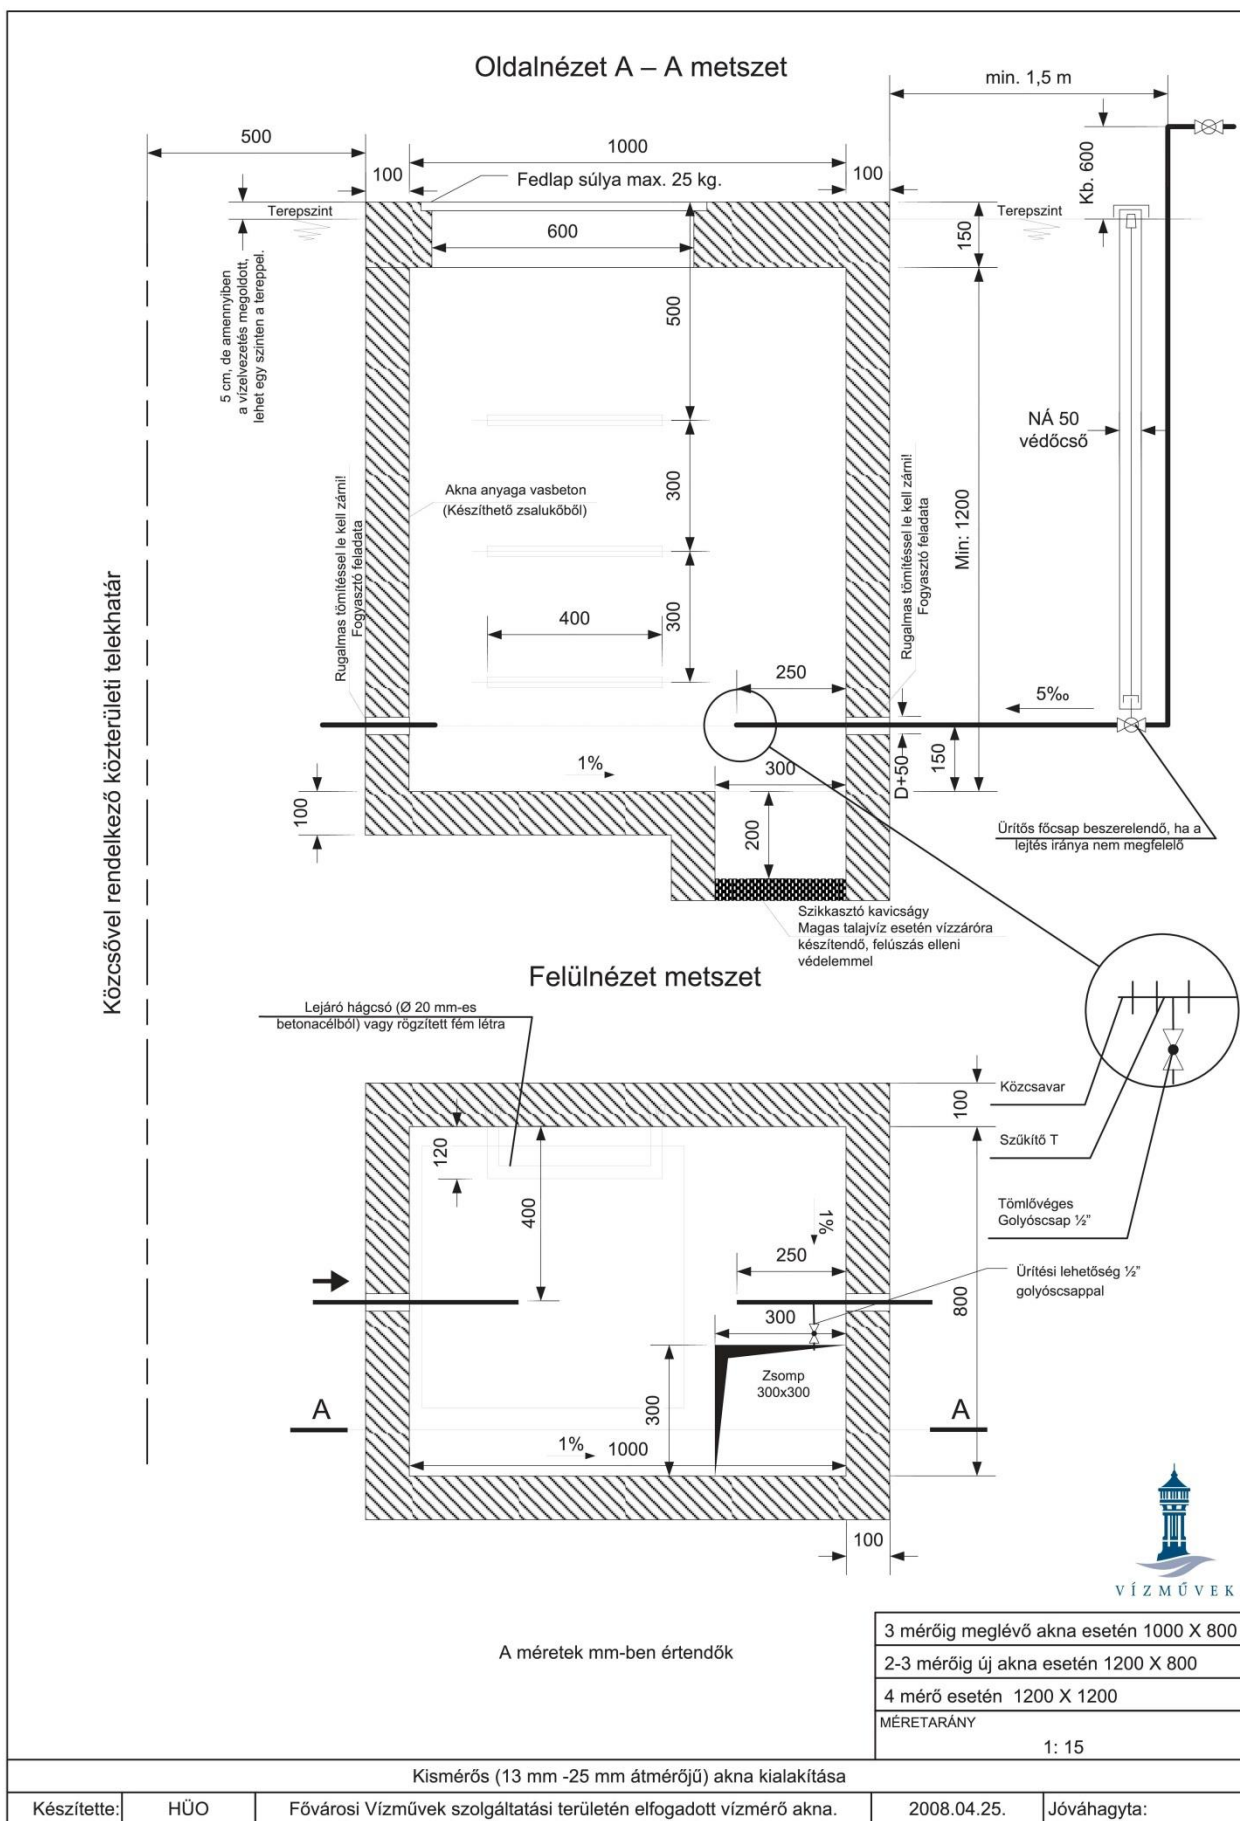 Oldalnézet A – A metszet
min. 1,5 m
500
1000
100
100
Kb. 600
Fedlap súlya max. 25 kg.
Terepszint
Terepszint
600
150
5 cm, de amennyiben
a vízelvezetés megoldott,
lehet egy szinten a tereppel.
500
NÁ 50
védőcső
Akna anyaga vasbeton
(Készíthető zsalukőből)
300
Min: 1200
Rugalmas tömítéssel le kell zárni!
Fogyasztó feladata
Rugalmas tömítéssel le kell zárni!
Fogyasztó feladata
Közcsővel rendelkező közterületi telekhatár
400
300
250
5‰
1%
300
D+50
150
100
200
Ürítős főcsap beszerelendő, ha a
lejtés iránya nem megfelelő
Szikkasztó kavicságy
Magas talajvíz esetén vízzáróra
készítendő, felúszás elleni
védelemmel
Felülnézet metszet
Lejáró hágcsó (Ø 20 mm-es
betonacélból) vagy rögzített fém létra
Közcsavar
100
Szűkítő T
120
400
Tömlővéges
Golyóscsap ½”
1%
250
Ürítési lehetőség ½”
golyóscsappal
800
300
Zsomp
300x300
300
A
A
1%
1000
100
VÍZMŰVEK
A méretek mm-ben értendők
3 mérőig meglévő akna esetén 1000 X 800
2-3 mérőig új akna esetén 1200 X 800
4 mérő esetén 1200 X 1200
MÉRETARÁNY
1: 15
Kismérős (13 mm -25 mm átmérőjű) akna kialakítása
Készítette: HÜO Fővárosi Vízművek szolgáltatási területén elfogadott vízmérő akna. 2008.04.25. Jóváhagyta: